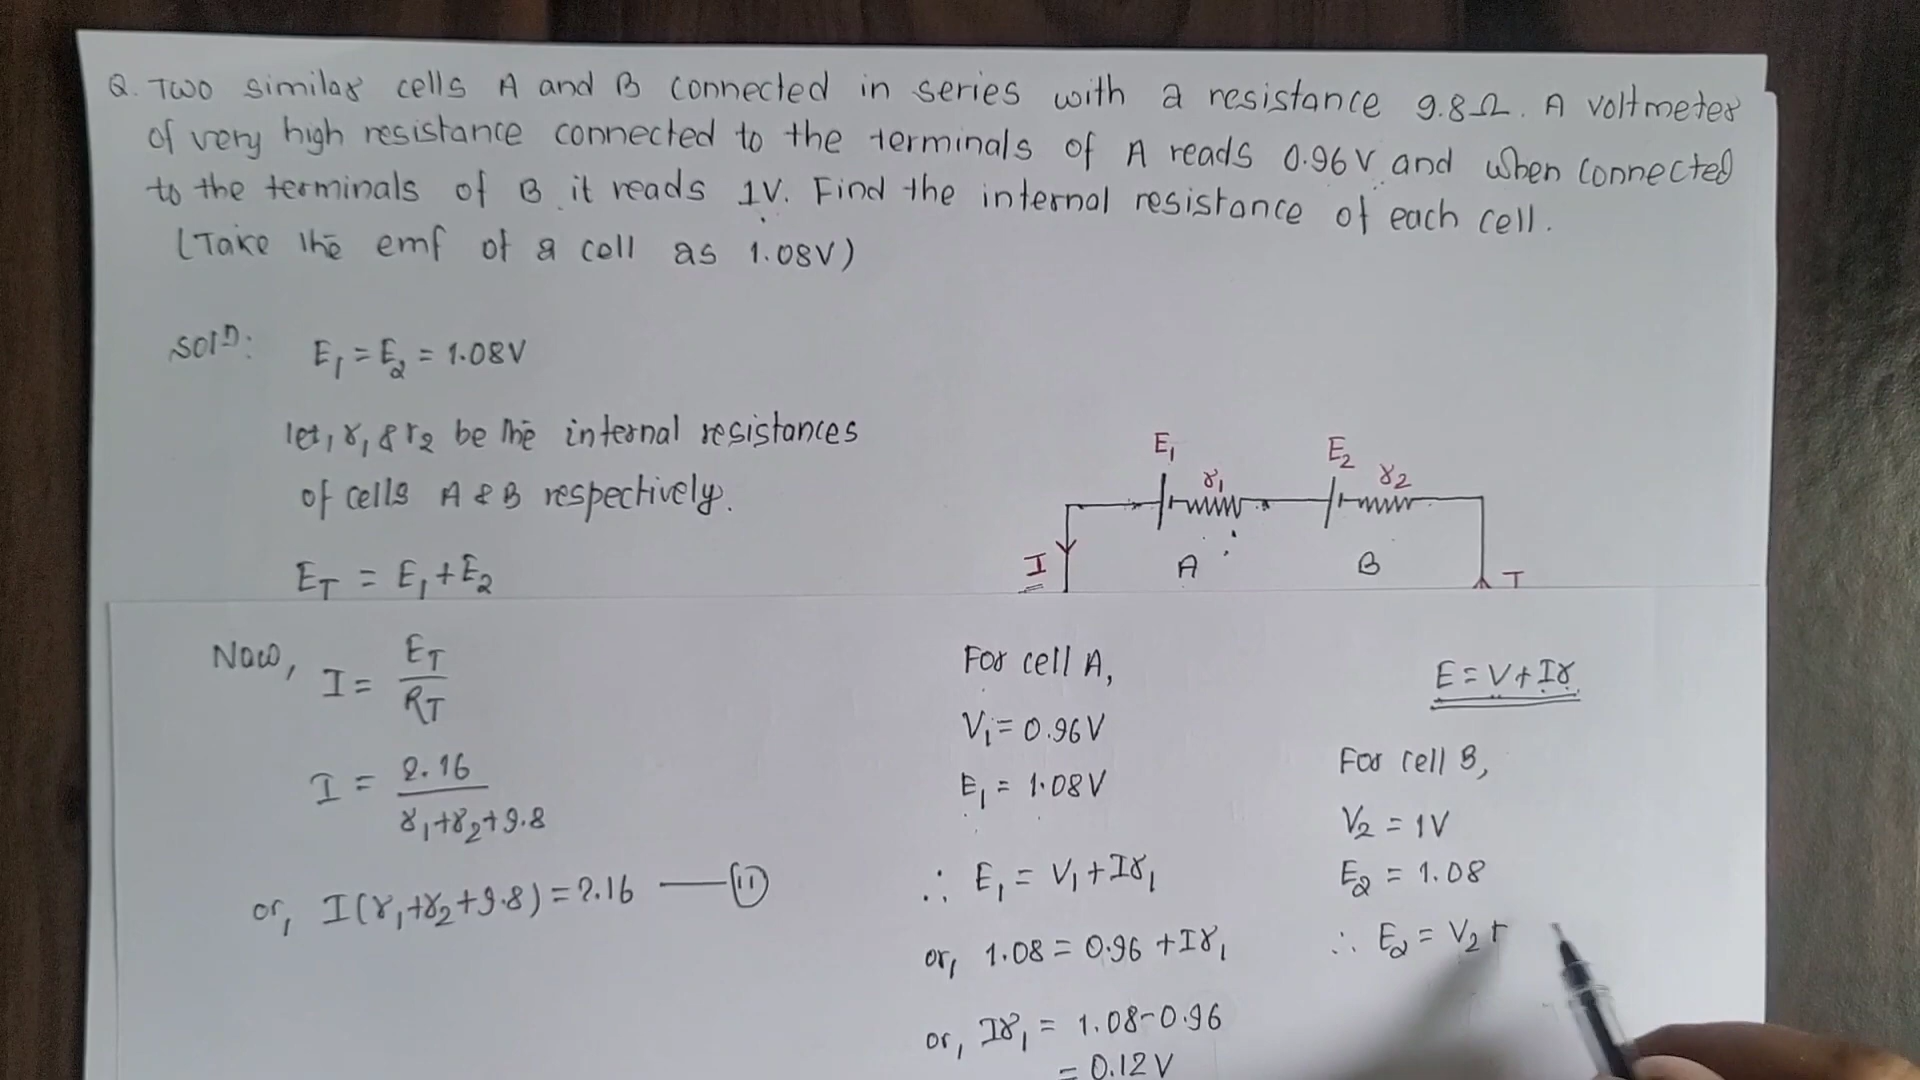 Q. Two similar cells A and B connected in series with a resistance 9.8Ω. A voltmeter
of very high resistance connected to the terminals of A reads 0.96V and when connected
to the terminals of B it reads 1V. Find the internal resistance of each cell.
(Take the emf of a cell as 1.08V)
Solⁿ:
E₁ = E₂ = 1.08V
let, r₁ & r₂ be the internal resistances
of cells A & B respectively.
E_T = E₁ + E₂
E₁
r₁
E₂
r₂
I
A
B
I
Now, I = E_T / R_T
I = 2.16 / r₁+r₂+9.8
or, I(r₁+r₂+9.8) = 2.16 —(11)
For cell A,
V₁ = 0.96V
E₁ = 1.08V
∴ E₁ = V₁ + Ir₁
or, 1.08 = 0.96 + Ir₁
or, Ir₁ = 1.08-0.96
= 0.12V
E = V + Ir
For cell B,
V₂ = 1V
E₂ = 1.08
∴ E₂ = V₂ +